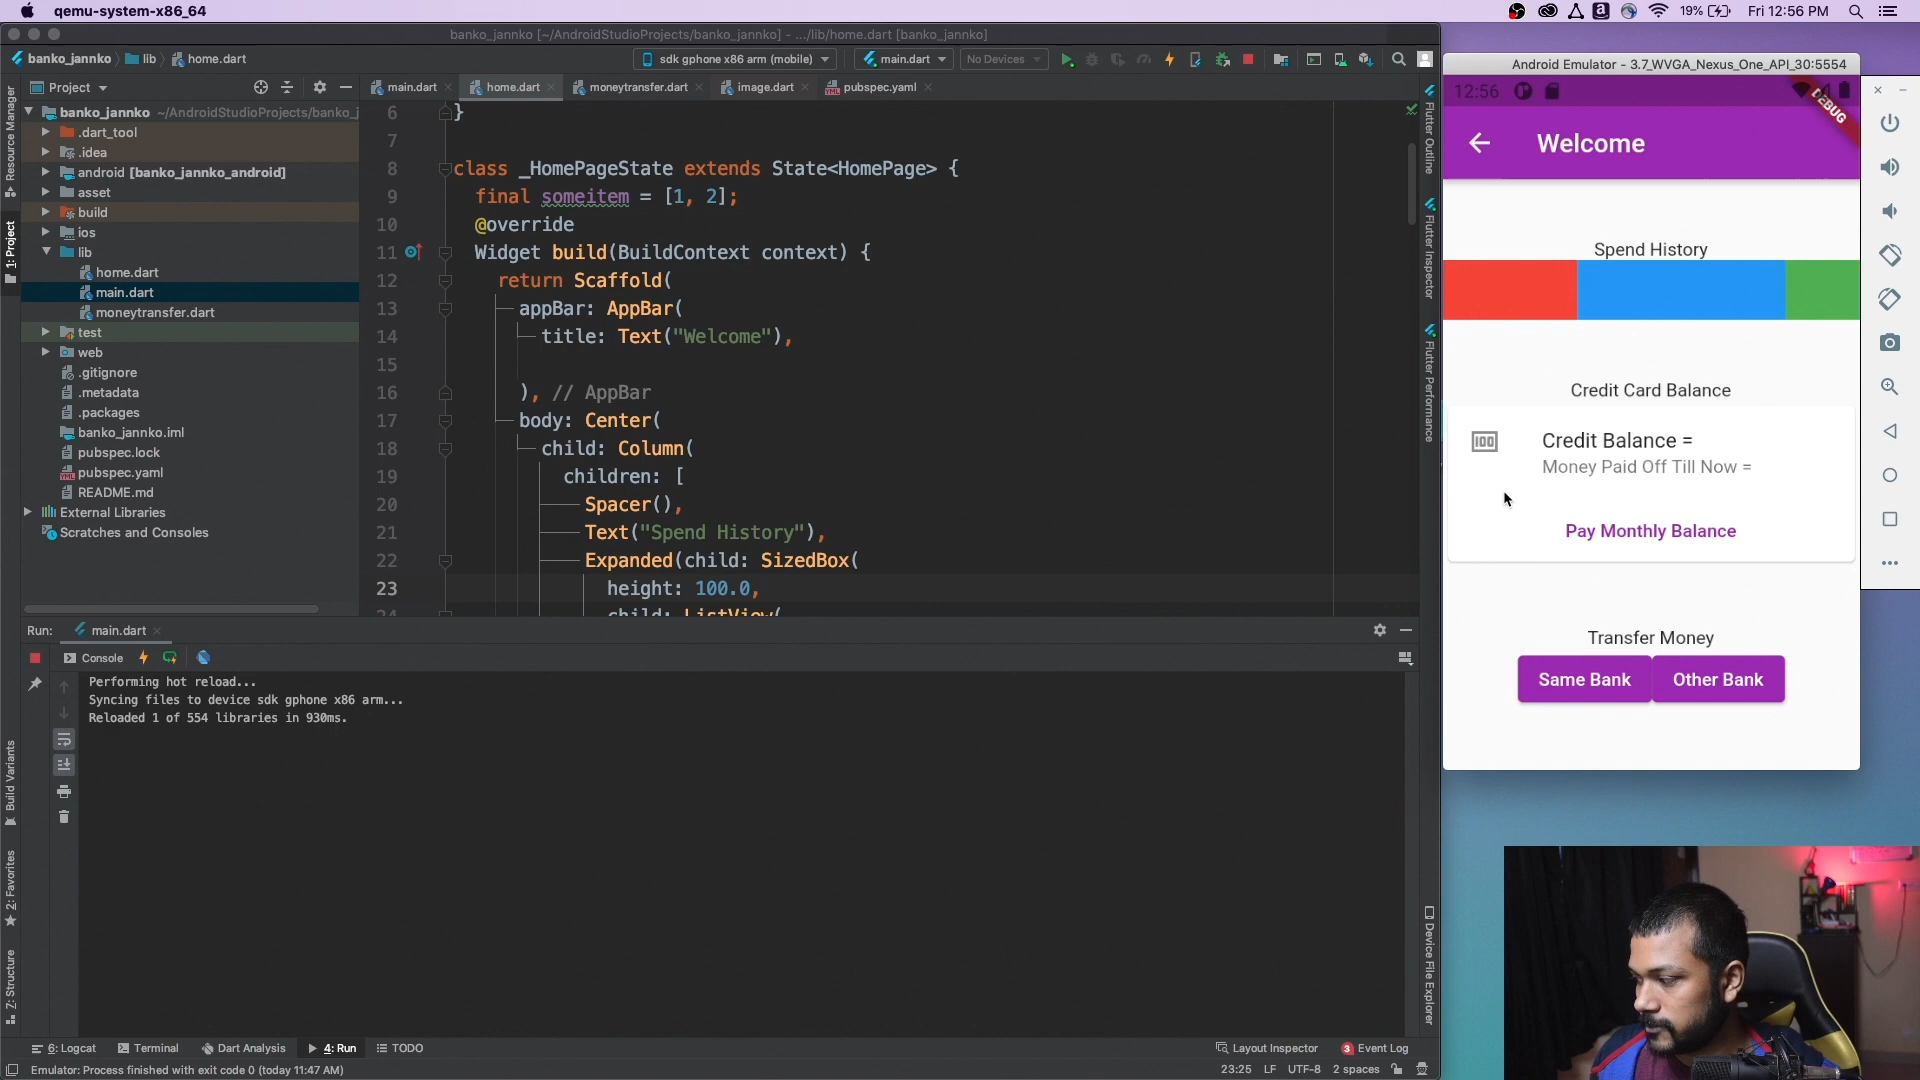 qemu-system-x86_64
19%
Fri 12:56 PM
banko_jannko [~/AndroidStudioProjects/banko_jannko] - .../lib/home.dart [banko_jannko]
banko_jannko
lib
home.dart
sdk gphone x86 arm (mobile)
main.dart
No Devices
Project
main.dart
home.dart
moneytransfer.dart
image.dart
pubspec.yaml
Resource Manager
1: Project
Build Variants
2: Favorites
7: Structure
banko_jannko ~/AndroidStudioProjects/banko_j
.dart_tool
.idea
android [banko_jannko_android]
asset
build
ios
lib
home.dart
main.dart
moneytransfer.dart
test
web
.gitignore
.metadata
.packages
banko_jannko.iml
pubspec.lock
pubspec.yaml
README.md
External Libraries
Scratches and Consoles
6 }
7
8 class _HomePageState extends State<HomePage> {
9 final someitem = [1, 2];
10 @override
11 Widget build(BuildContext context) {
12 return Scaffold(
13 appBar: AppBar(
14 title: Text("Welcome"),
15
16 ), // AppBar
17 body: Center(
18 child: Column(
19 children: [
20 Spacer(),
21 Text("Spend History"),
22 Expanded(child: SizedBox(
23 height: 100.0,
24 child: ListView(
Flutter Outline
Flutter Inspector
Flutter Performance
Device File Explorer
Run:
main.dart
Console
Performing hot reload...
Syncing files to device sdk gphone x86 arm...
Reloaded 1 of 554 libraries in 930ms.
6: Logcat
Terminal
Dart Analysis
4: Run
TODO
Layout Inspector
3 Event Log
Emulator: Process finished with exit code 0 (today 11:47 AM)
23:25
LF
UTF-8
2 spaces
Android Emulator - 3.7_WVGA_Nexus_One_API_30:5554
12:56
DEBUG
Welcome
Spend History
Credit Card Balance
100
Credit Balance =
Money Paid Off Till Now =
Pay Monthly Balance
Transfer Money
Same Bank
Other Bank